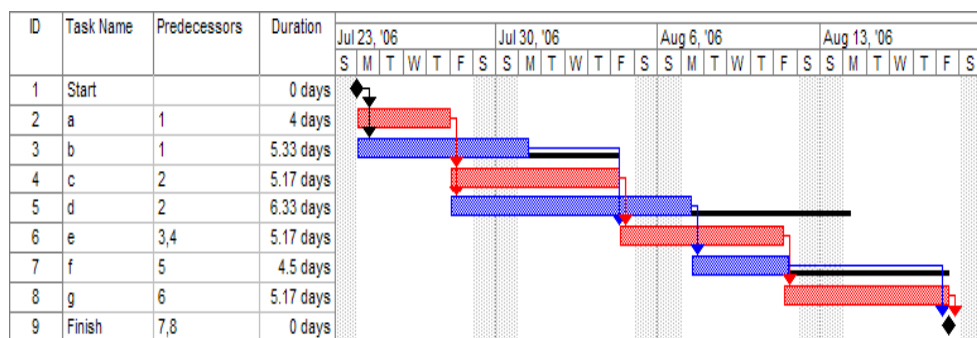 ID Task Name Predecessors Duration
Jul 23, '06 Jul 30, '06 Aug 6, '06 Aug 13, '06
S M T W T F S S M T W T F S S M T W T F S S M T W T F S
1 Start 0 days
2 a 1 4 days
3 b 1 5.33 days
4 c 2 5.17 days
5 d 2 6.33 days
6 e 3,4 5.17 days
7 f 5 4.5 days
8 g 6 5.17 days
9 Finish 7,8 0 days